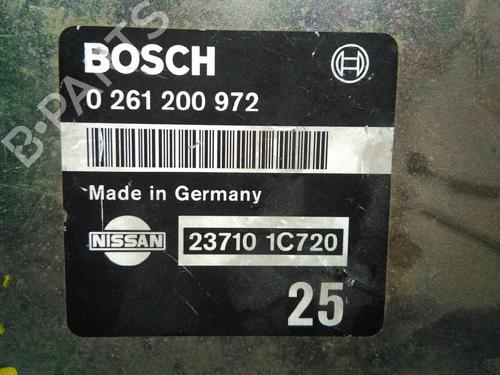 BOSCH
0 261 200 972
Made in Germany
NISSAN
23710 1C720
25
B-PARTS